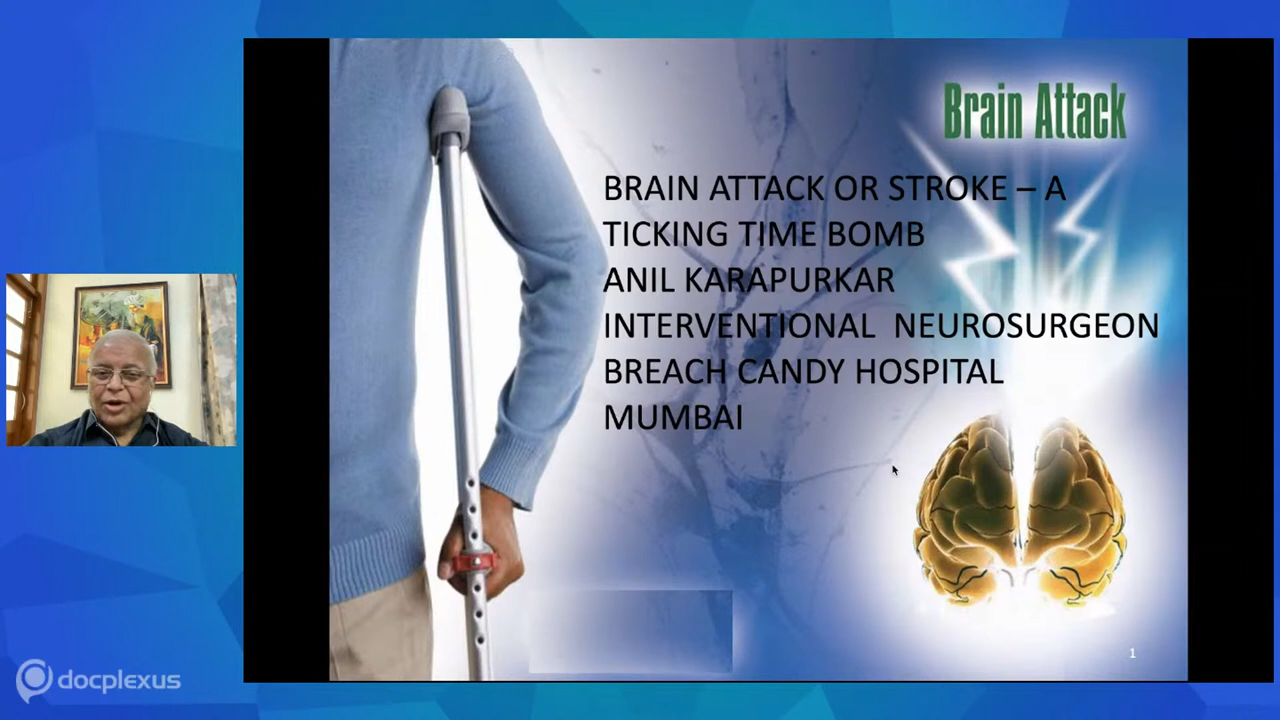 Brain Attack
BRAIN ATTACK OR STROKE – A
TICKING TIME BOMB
ANIL KARAPURKAR
INTERVENTIONAL NEUROSURGEON
BREACH CANDY HOSPITAL
MUMBAI
1
docplexus